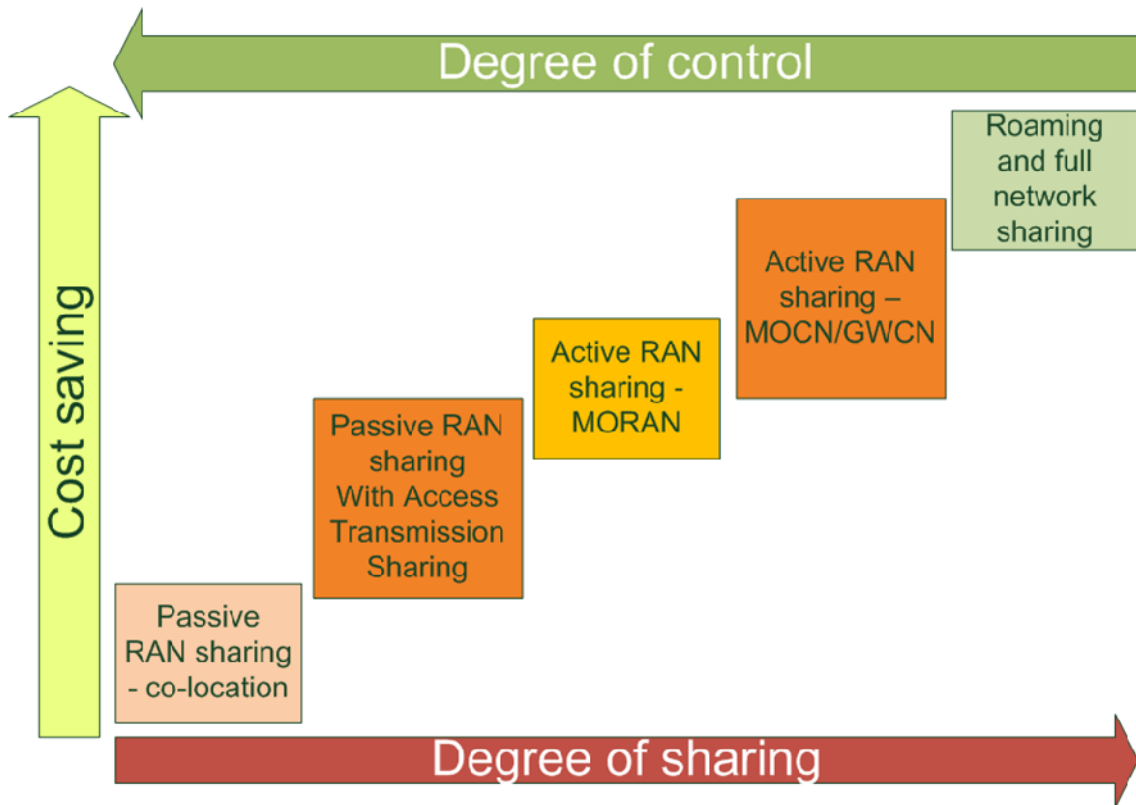 Degree of control
Roaming
and full
network
sharing
Active RAN
sharing –
MOCN/GWCN
Active RAN
sharing -
MORAN
Passive RAN
sharing
With Access
Transmission
Sharing
Passive
RAN sharing
- co-location
Cost saving
Degree of sharing